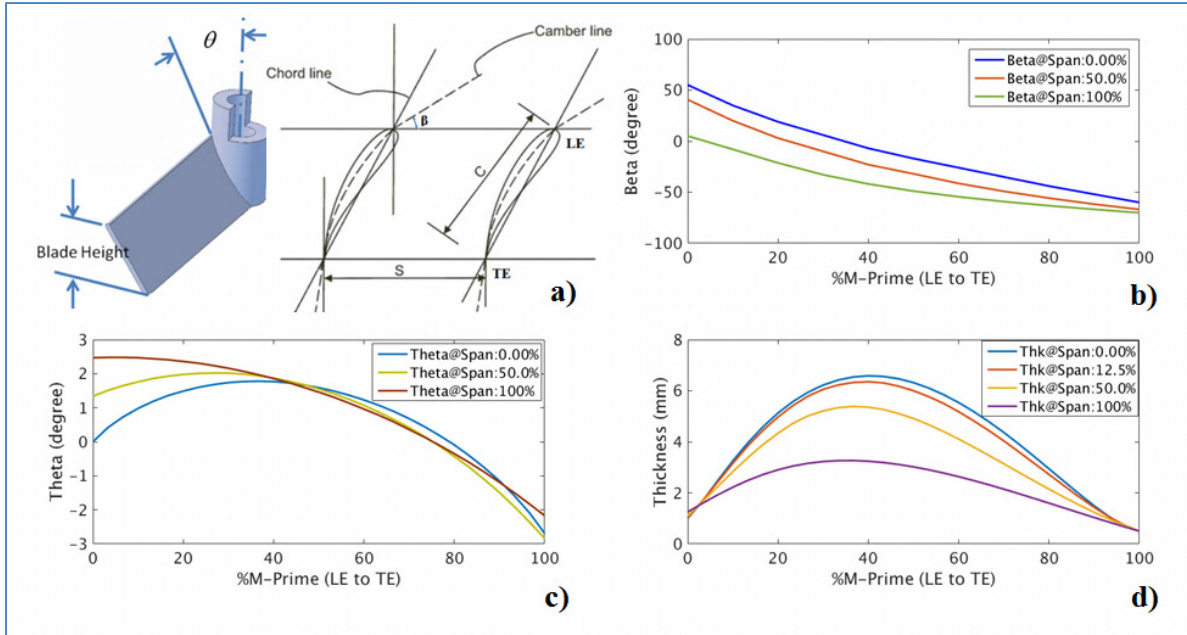 θ
Blade Height
Chord line
Camber line
β
LE
C
TE
S
a)
100
50
0
-50
-100
Beta (degree)
Beta@Span:0.00%
Beta@Span:50.0%
Beta@Span:100%
0 20 40 60 80 100
%M-Prime (LE to TE)
b)
3
2
1
0
-1
-2
-3
Theta (degree)
Theta@Span:0.00%
Theta@Span:50.0%
Theta@Span:100%
0 20 40 60 80 100
%M-Prime (LE to TE)
c)
8
6
4
2
0
Thickness (mm)
Thk@Span:0.00%
Thk@Span:12.5%
Thk@Span:50.0%
Thk@Span:100%
0 20 40 60 80 100
%M-Prime (LE to TE)
d)